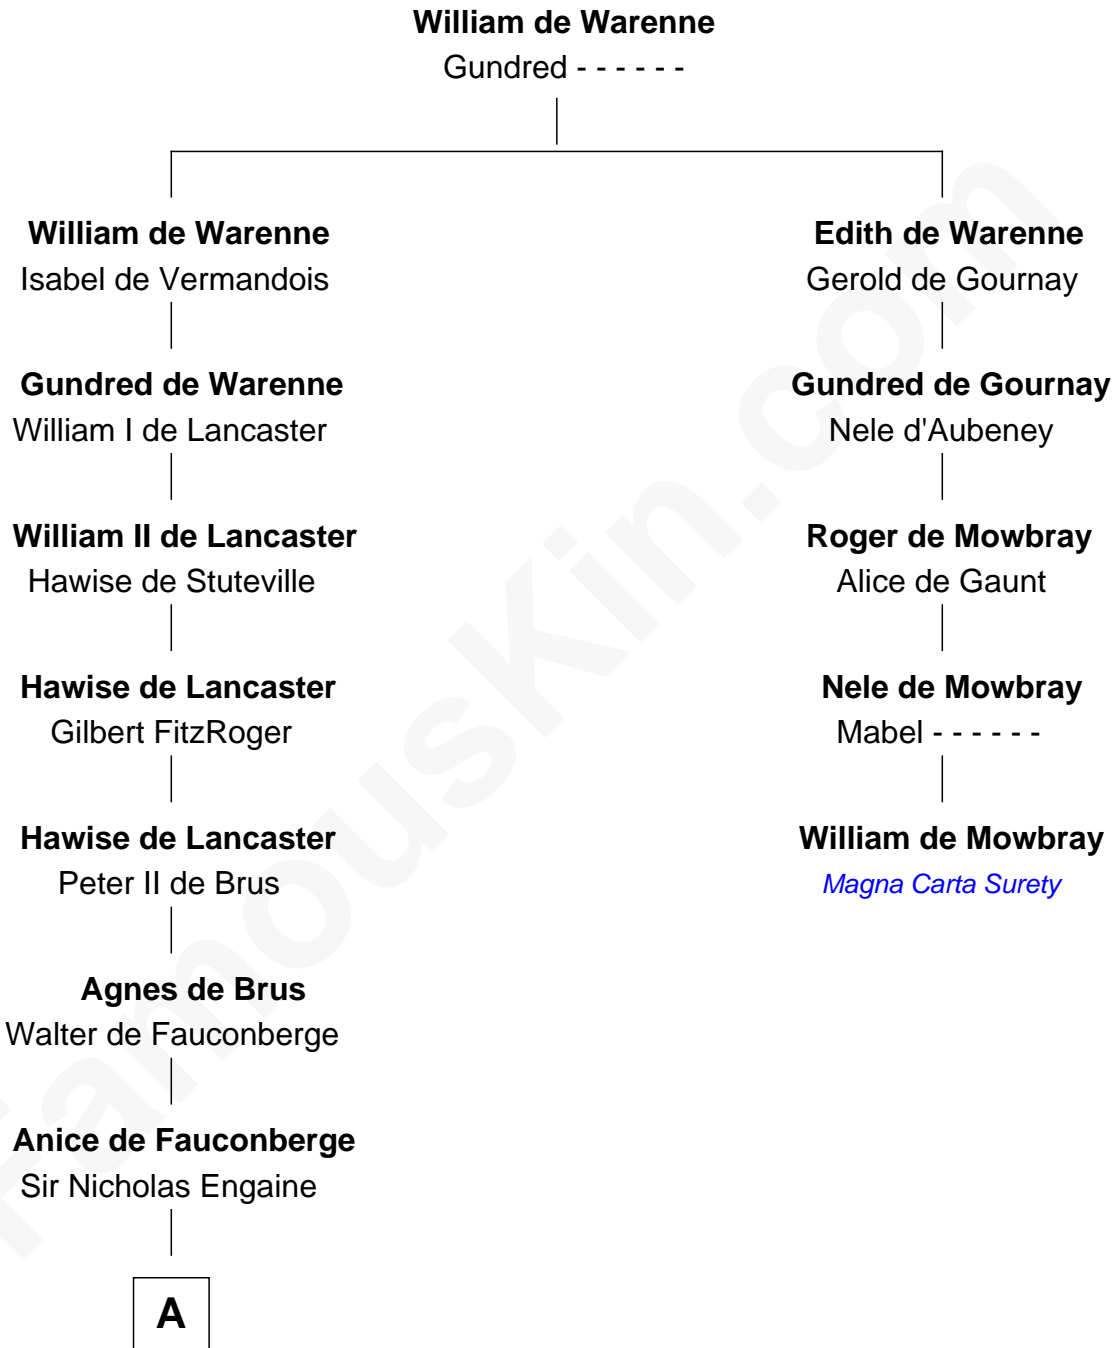 William de Warenne
Gundred - - - - - -
William de Warenne
Isabel de Vermandois
Gundred de Warenne
William I de Lancaster
William II de Lancaster
Hawise de Stuteville
Hawise de Lancaster
Gilbert FitzRoger
Hawise de Lancaster
Peter II de Brus
Agnes de Brus
Walter de Fauconberge
Anice de Fauconberge
Sir Nicholas Engaine
A
Edith de Warenne
Gerold de Gournay
Gundred de Gournay
Nele d'Aubeney
Roger de Mowbray
Alice de Gaunt
Nele de Mowbray
Mabel - - - - - -
William de Mowbray
Magna Carta Surety
FamousKin.com